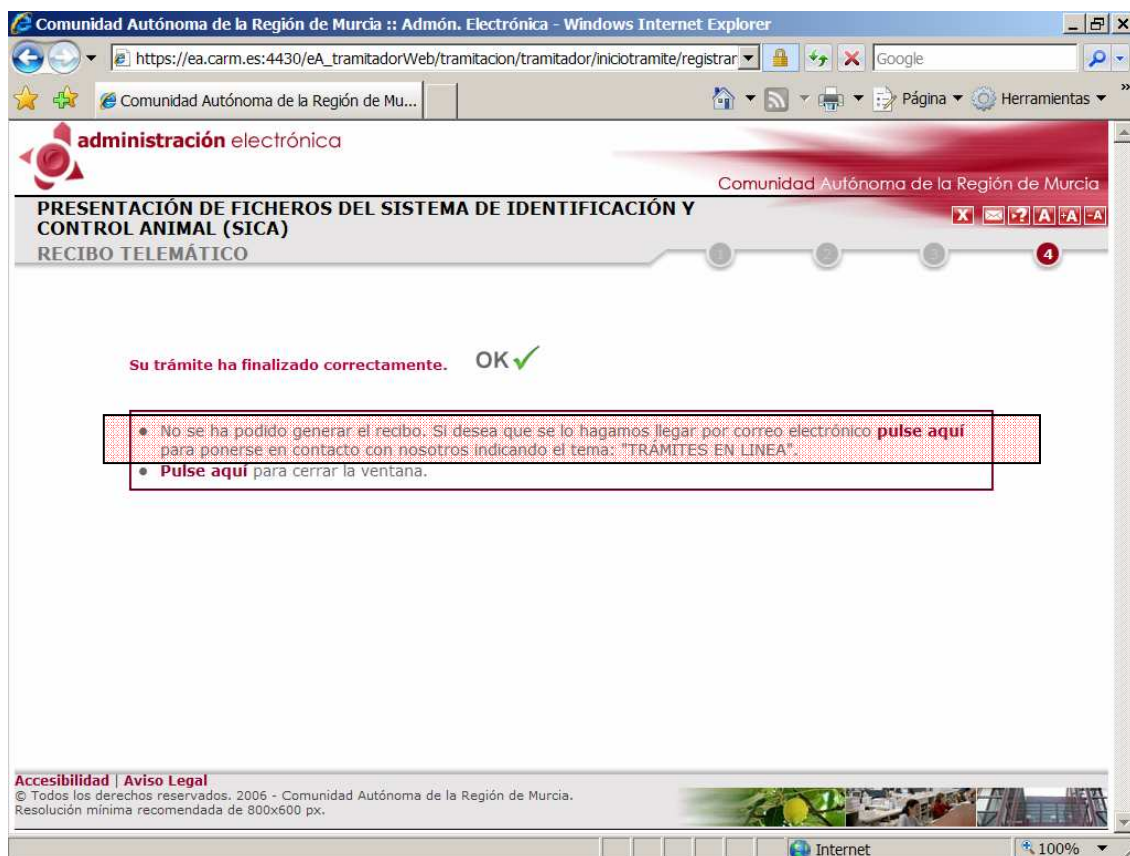 Comunidad Autónoma de la Región de Murcia :: Admón. Electrónica - Windows Internet Explorer
https://ea.carm.es:4430/eA_tramitadorWeb/tramitacion/tramitador/iniciotramite/registrar
Google
Comunidad Autónoma de la Región de Mu...
Página
Herramientas
administración electrónica
Comunidad Autónoma de la Región de Murcia
PRESENTACIÓN DE FICHEROS DEL SISTEMA DE IDENTIFICACIÓN Y
CONTROL ANIMAL (SICA)
X ? A +A -A
RECIBO TELEMÁTICO
1 2 3 4
Su trámite ha finalizado correctamente. OK
No se ha podido generar el recibo. Si desea que se lo hagamos llegar por correo electrónico pulse aquí
para ponerse en contacto con nosotros indicando el tema: "TRÁMITES EN LINEA".
Pulse aquí para cerrar la ventana.
Accesibilidad | Aviso Legal
© Todos los derechos reservados. 2006 - Comunidad Autónoma de la Región de Murcia.
Resolución mínima recomendada de 800x600 px.
Internet
100%